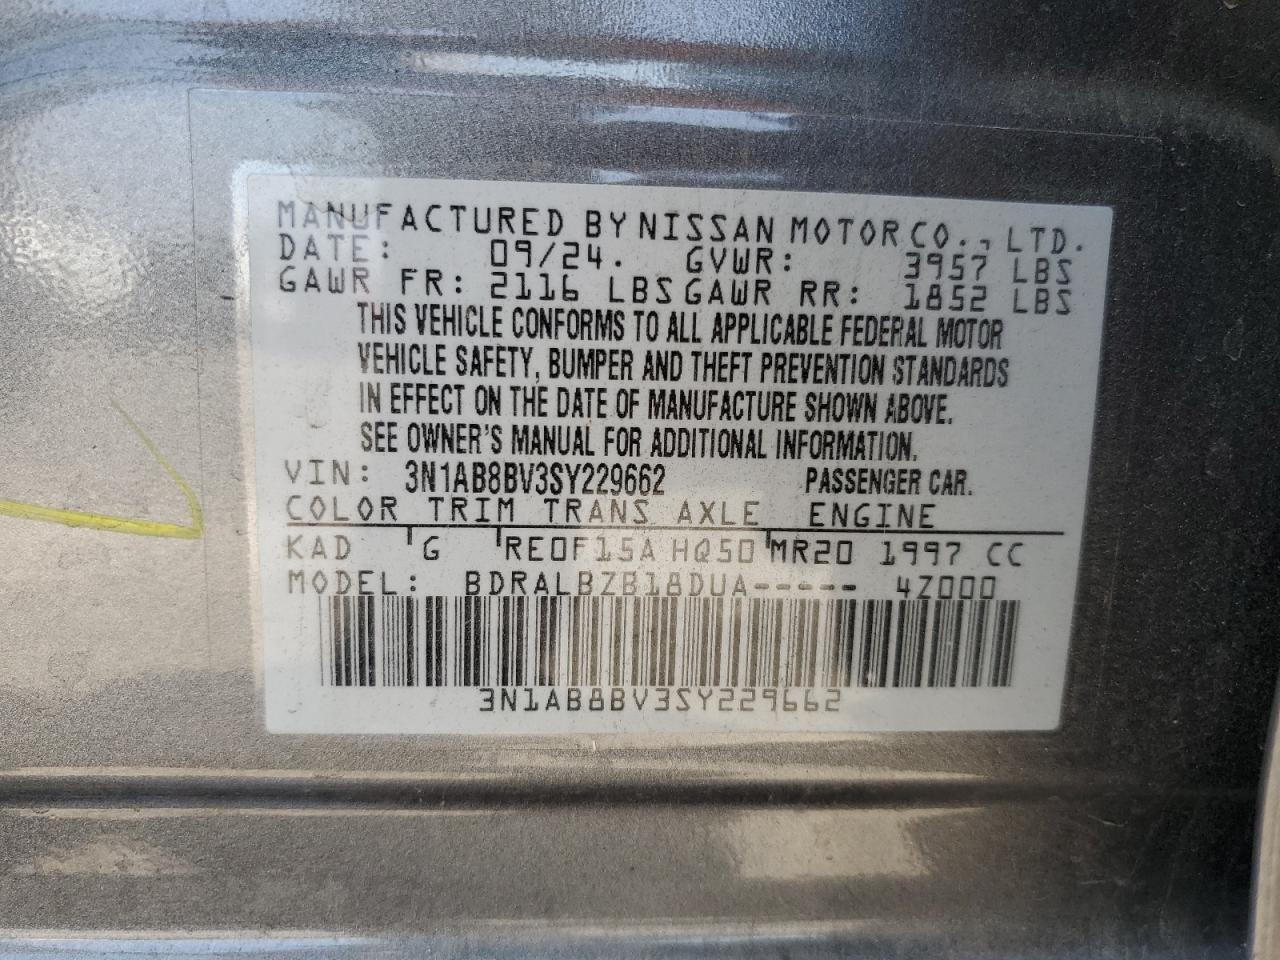 MANUFACTURED BY NISSAN MOTOR CO., LTD.
DATE: 09/24. GVWR: 3957 LBS
GAWR FR: 2116 LBS GAWR RR: 1852 LBS
THIS VEHICLE CONFORMS TO ALL APPLICABLE FEDERAL MOTOR
VEHICLE SAFETY, BUMPER AND THEFT PREVENTION STANDARDS
IN EFFECT ON THE DATE OF MANUFACTURE SHOWN ABOVE.
SEE OWNER'S MANUAL FOR ADDITIONAL INFORMATION.
VIN: 3N1AB8BV3SY229662 PASSENGER CAR.
COLOR TRIM TRANS AXLE ENGINE
KAD G RE0F15A HQ50 MR20 1997 CC
MODEL: BDRALBZB18DUA----- 4Z000
3N1AB8BV3SY229662